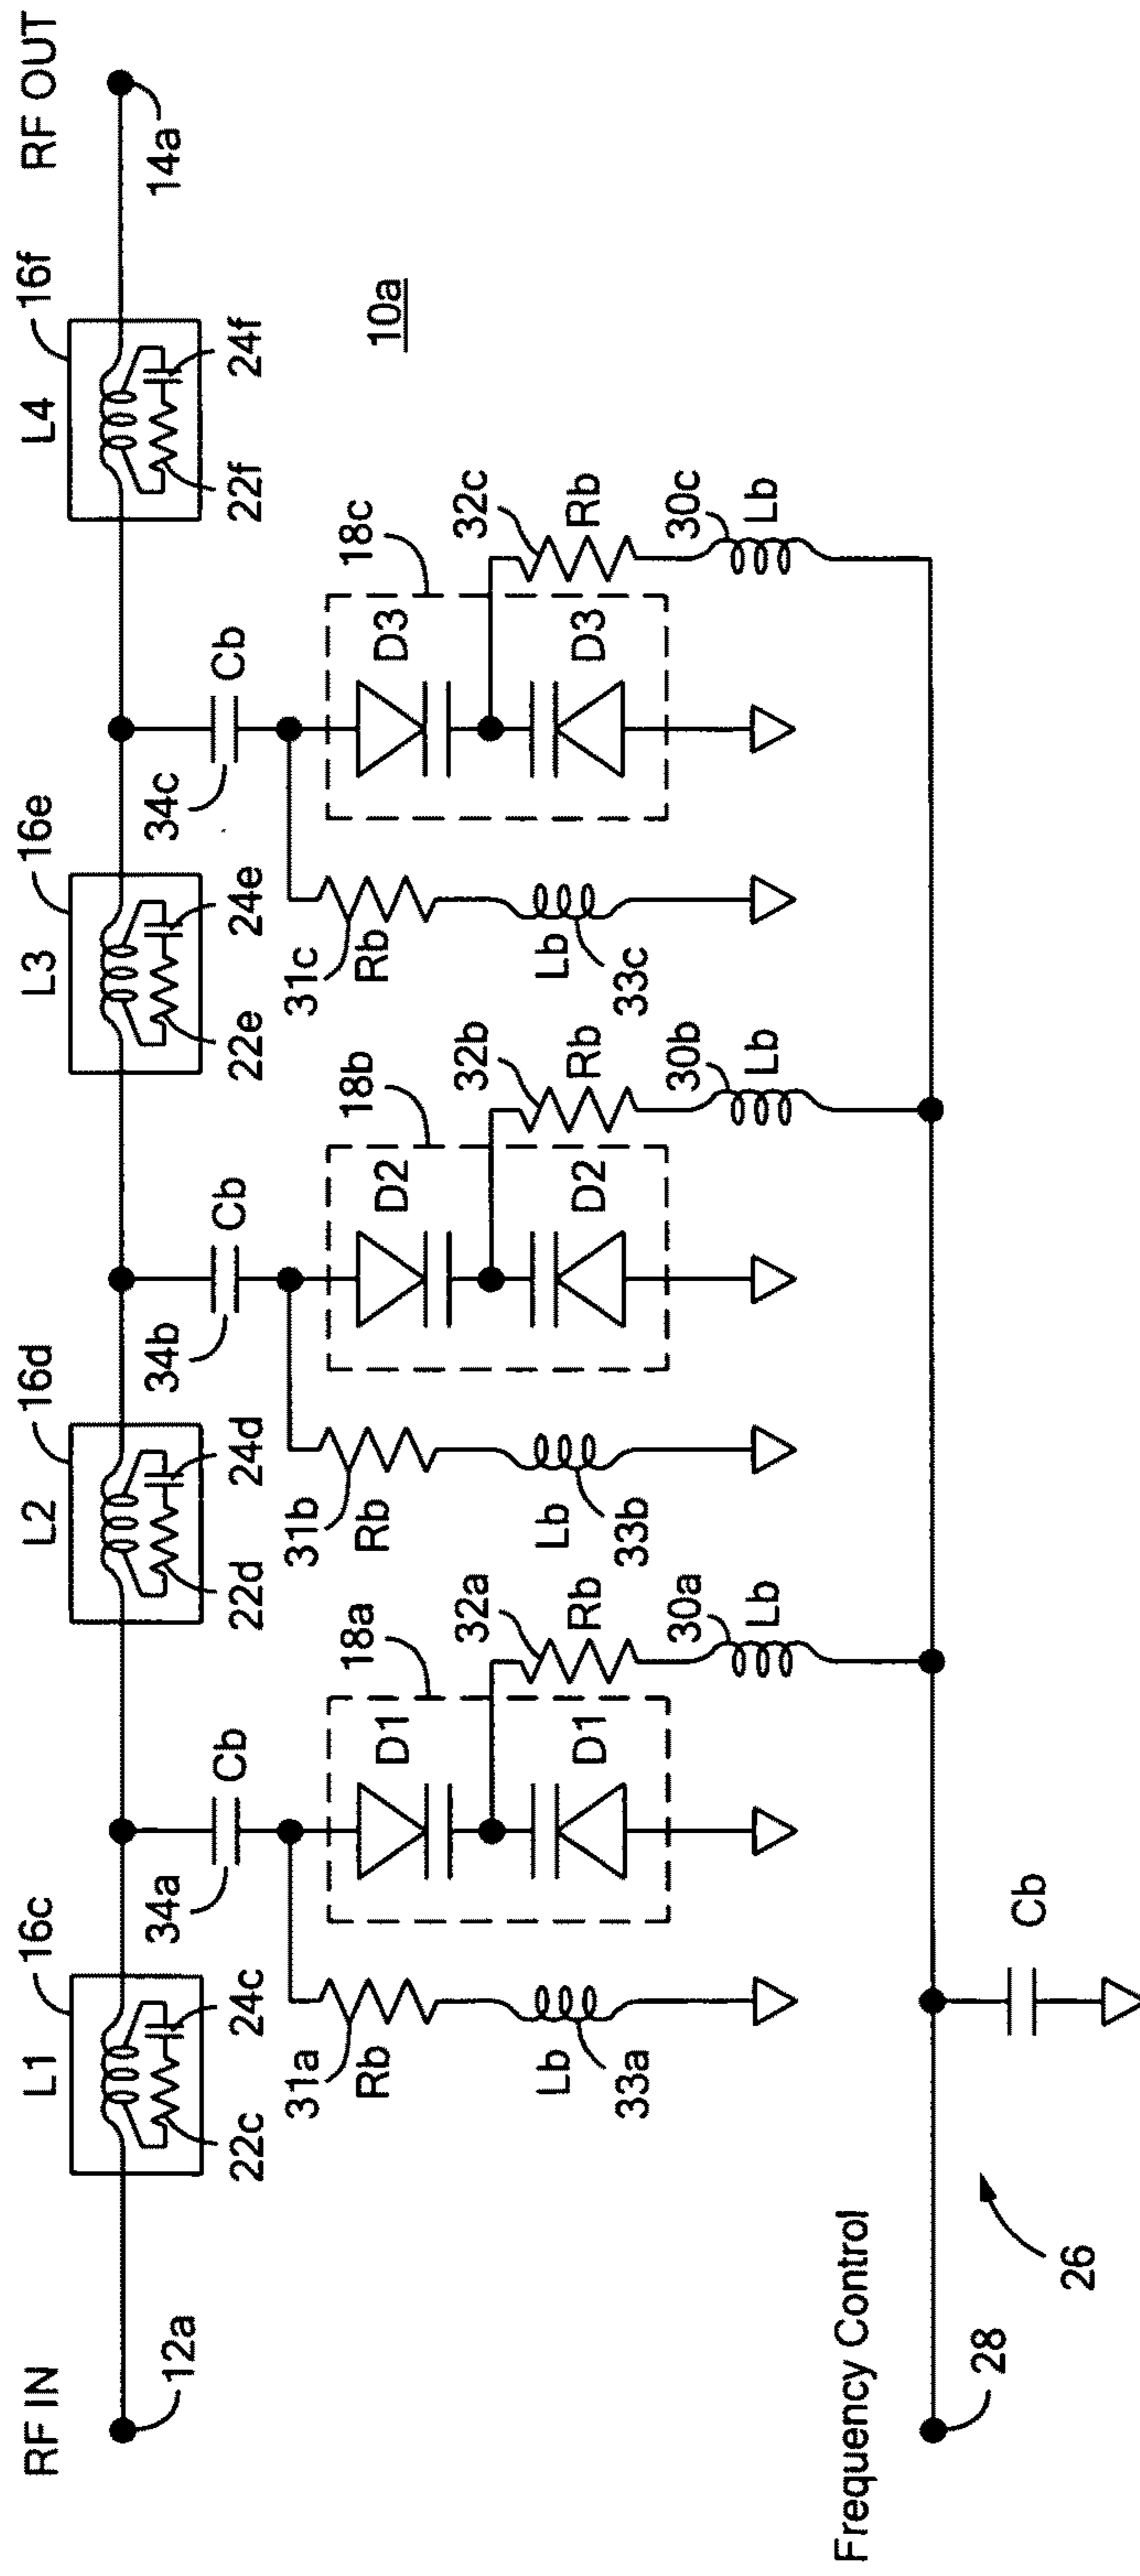 RF IN
RF OUT
12a
14a
L1
16c
L2
16d
L3
16e
L4
16f
22c
24c
22d
24d
22e
24e
22f
24f
10a
34a
Cb
34b
Cb
34c
Cb
18a
18b
18c
31a
Rb
D1
D1
32a
Rb
31b
Rb
D2
D2
32b
Rb
31c
Rb
D3
D3
32c
Rb
Lb
33a
30a
Lb
Lb
33b
30b
Lb
Lb
33c
30c
Lb
Frequency Control
28
26
Cb